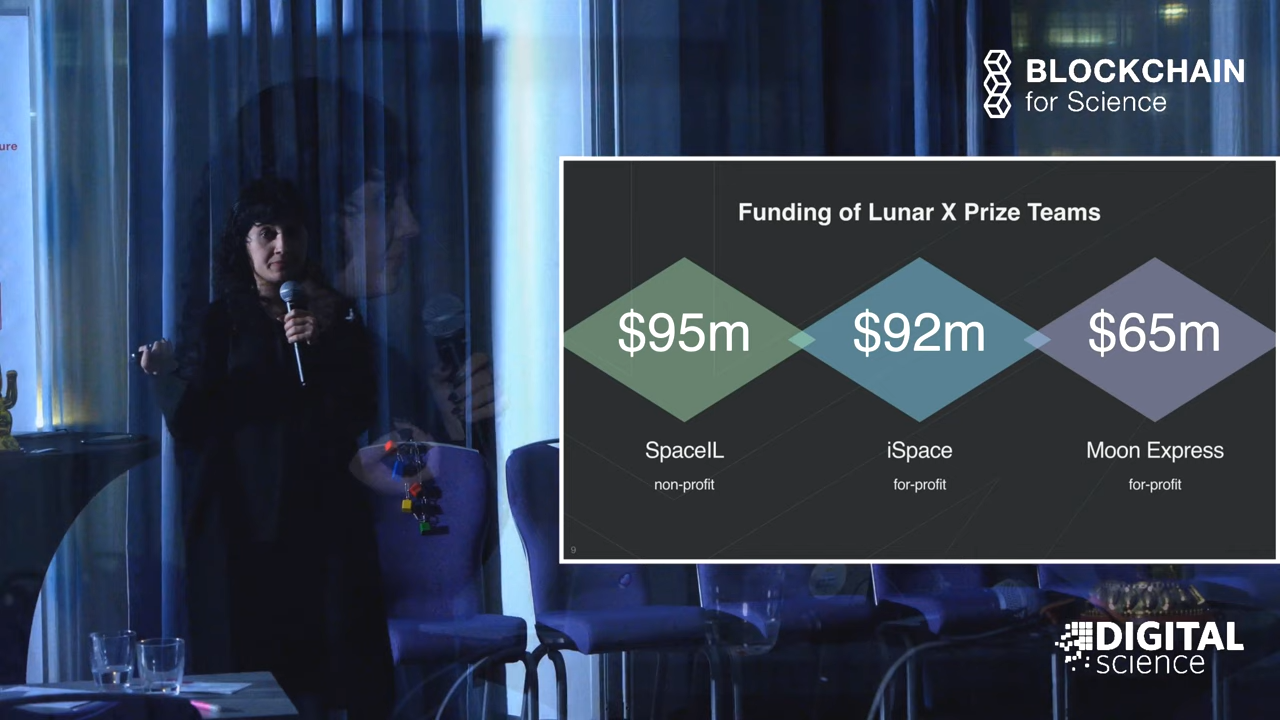 ure
BLOCKCHAIN
for Science
Funding of Lunar X Prize Teams
$95m
$92m
$65m
SpaceIL
iSpace
Moon Express
non-profit
for-profit
for-profit
9
DIGITAL
science